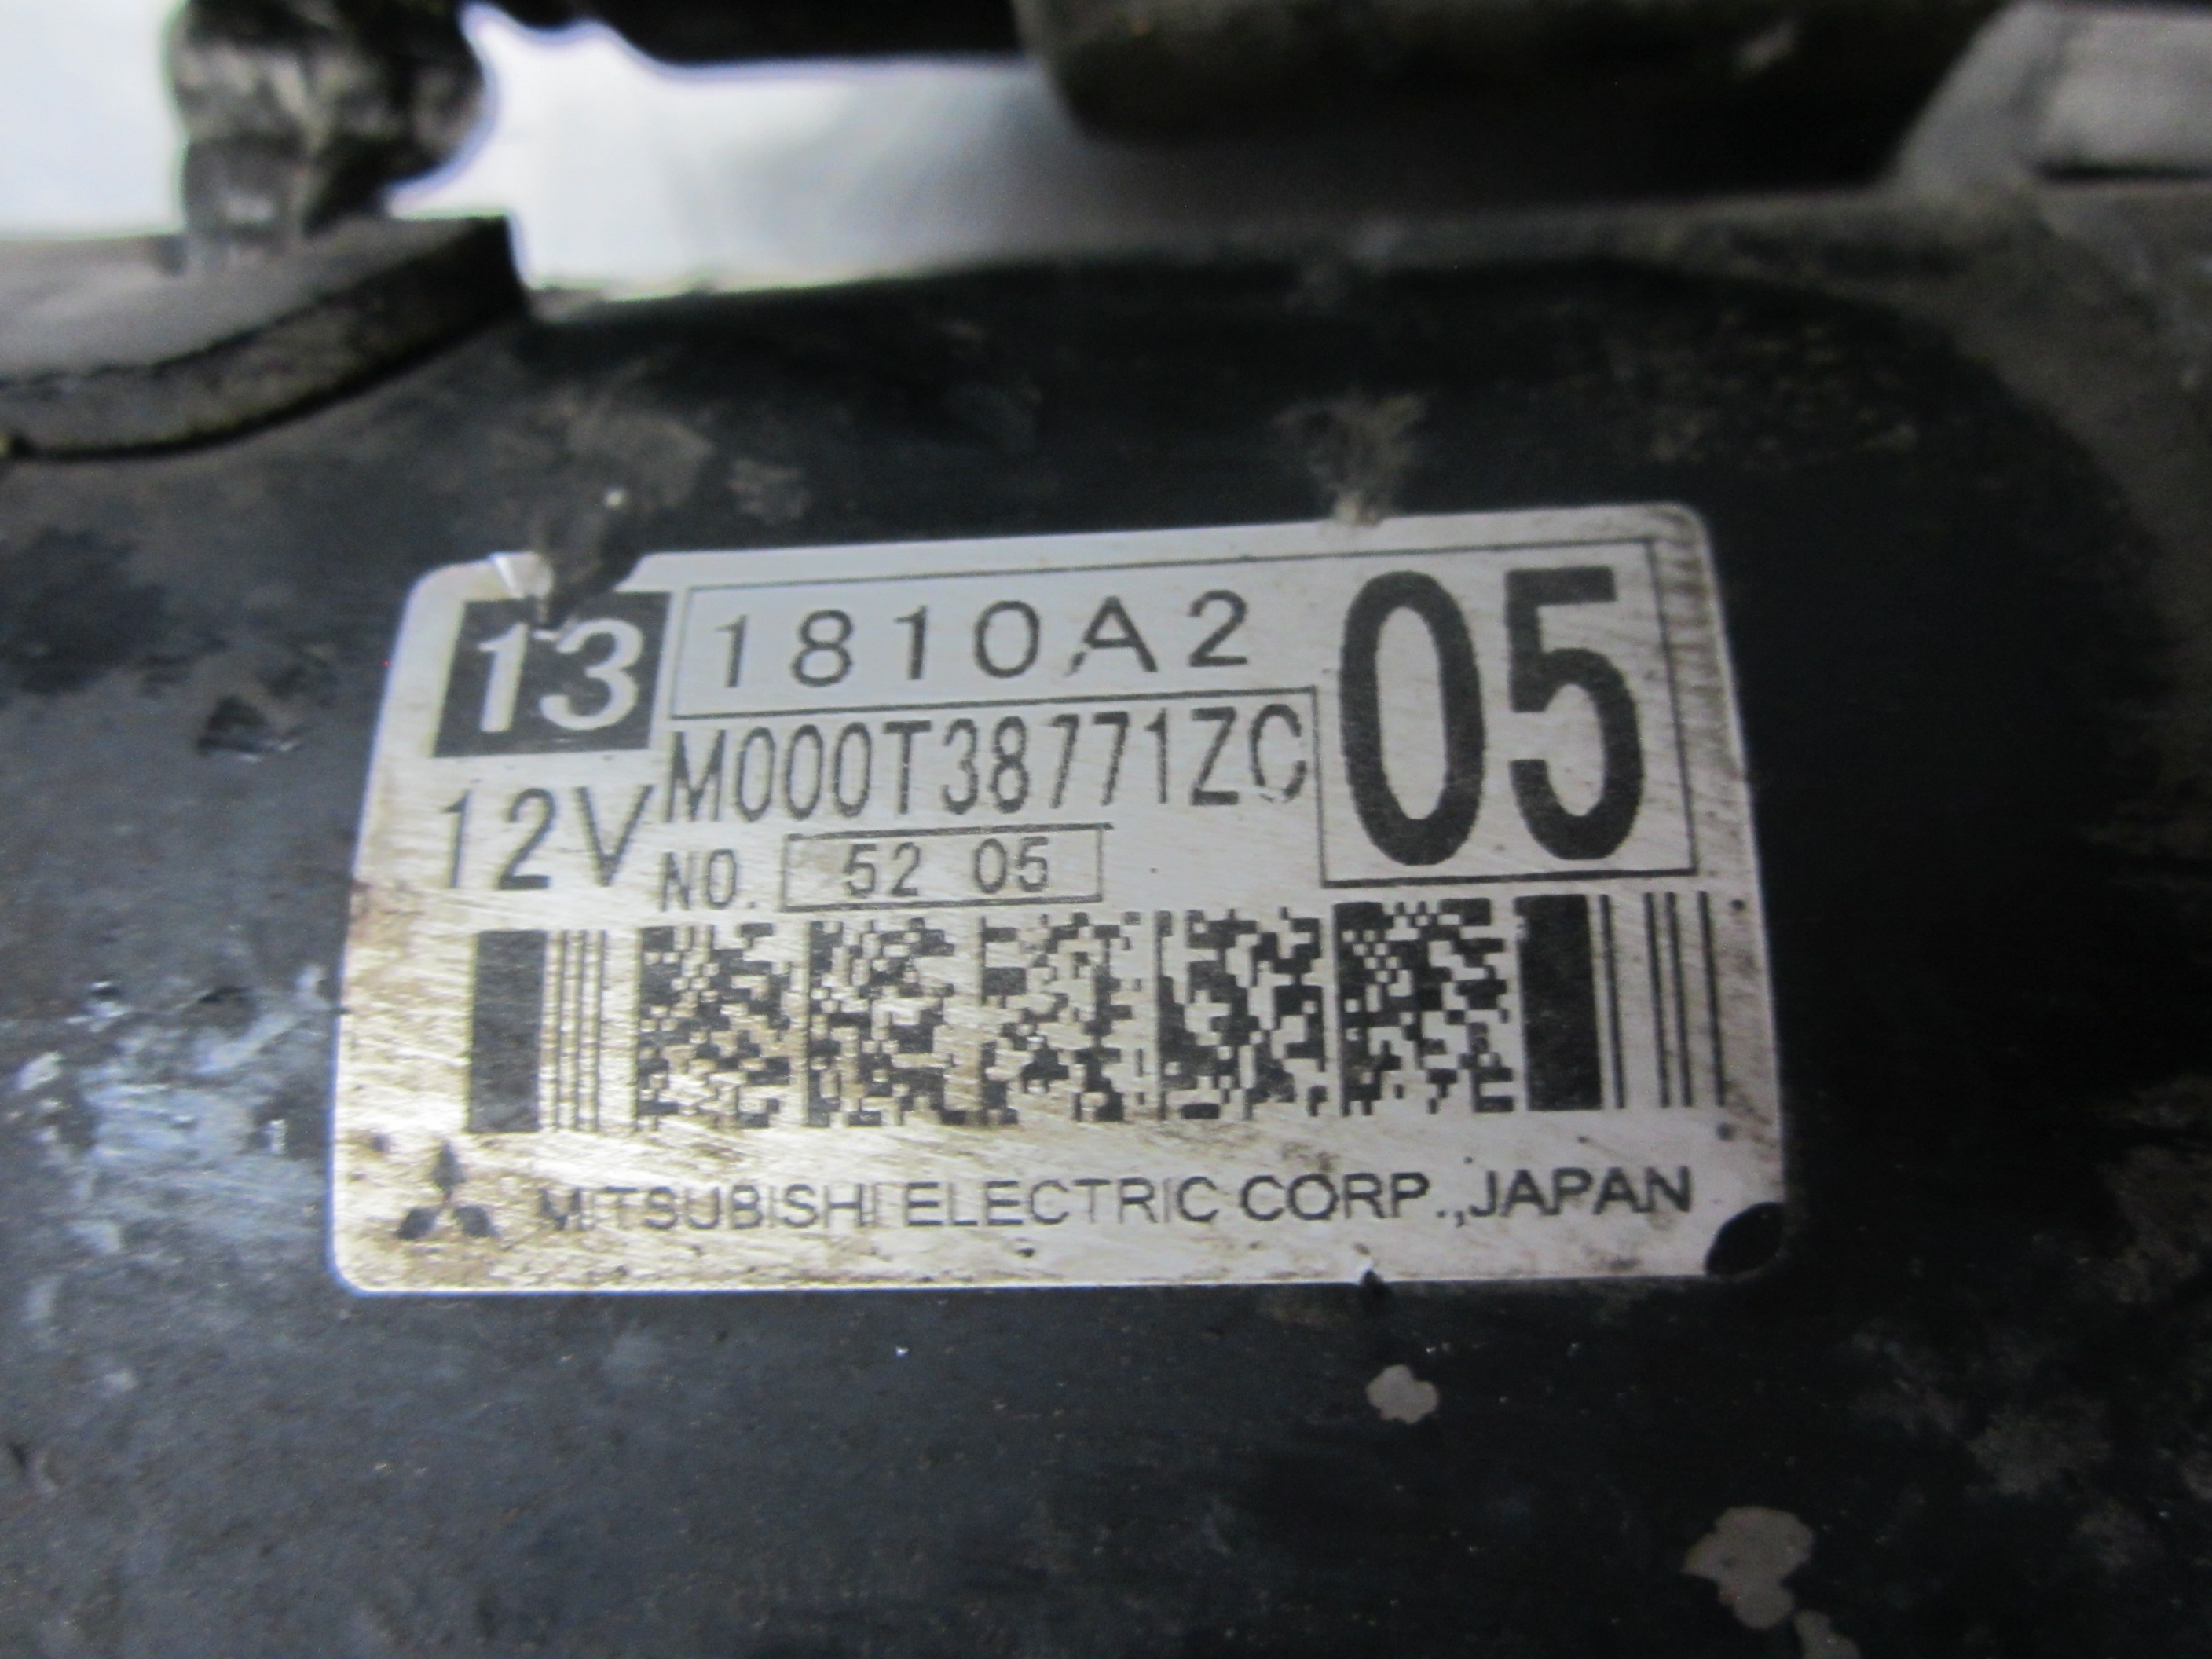 13 1810A2 05
M000T38771ZC
12V
NO. 52 05
MITSUBISHI ELECTRIC CORP.,JAPAN